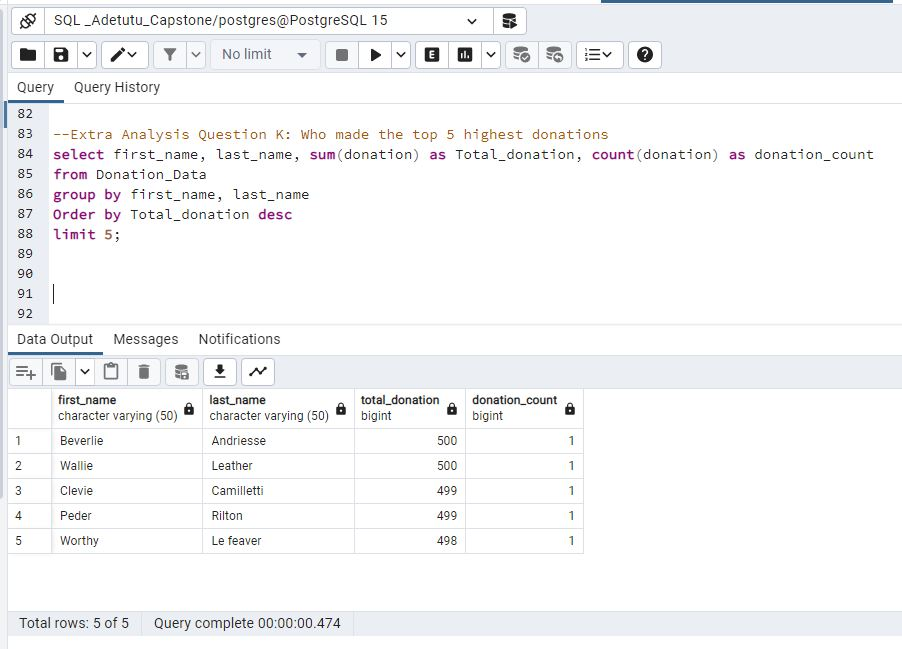 SQL _Adetutu_Capstone/postgres@PostgreSQL 15
No limit
E
Query Query History
82
83 --Extra Analysis Question K: Who made the top 5 highest donations
84 select first_name, last_name, sum(donation) as Total_donation, count(donation) as donation_count
85 from Donation_Data
86 group by first_name, last_name
87 Order by Total_donation desc
88 limit 5;
89
90
91
92
Data Output Messages Notifications
first_name last_name total_donation donation_count
character varying (50) character varying (50) bigint bigint
1 Beverlie Andriesse 500 1
2 Wallie Leather 500 1
3 Clevie Camilletti 499 1
4 Peder Rilton 499 1
5 Worthy Le feaver 498 1
Total rows: 5 of 5 Query complete 00:00:00.474